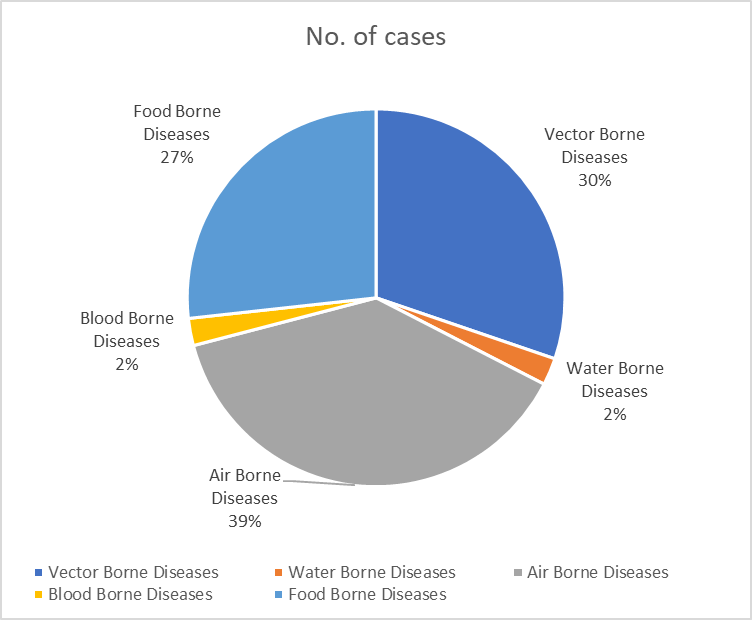 No. of cases
Food Borne
Diseases
27%
Vector Borne
Diseases
30%
Blood Borne
Diseases
2%
Water Borne
Diseases
2%
Air Borne
Diseases
39%
Vector Borne Diseases
Water Borne Diseases
Air Borne Diseases
Blood Borne Diseases
Food Borne Diseases